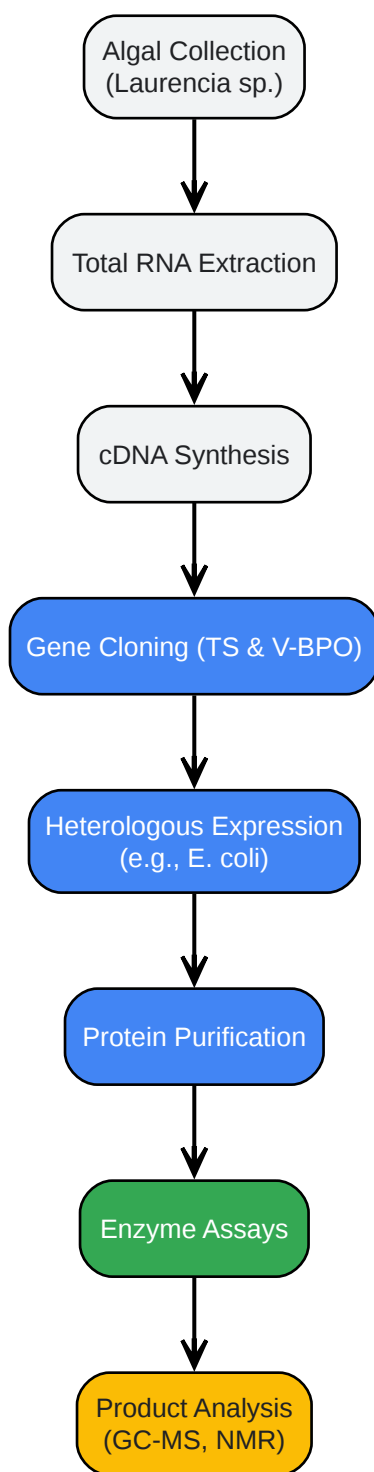 Algal Collection
(Laurencia sp.)
Total RNA Extraction
cDNA Synthesis
Gene Cloning (TS & V-BPO)
Heterologous Expression
(e.g., E. coli)
Protein Purification
Enzyme Assays
Product Analysis
(GC-MS, NMR)